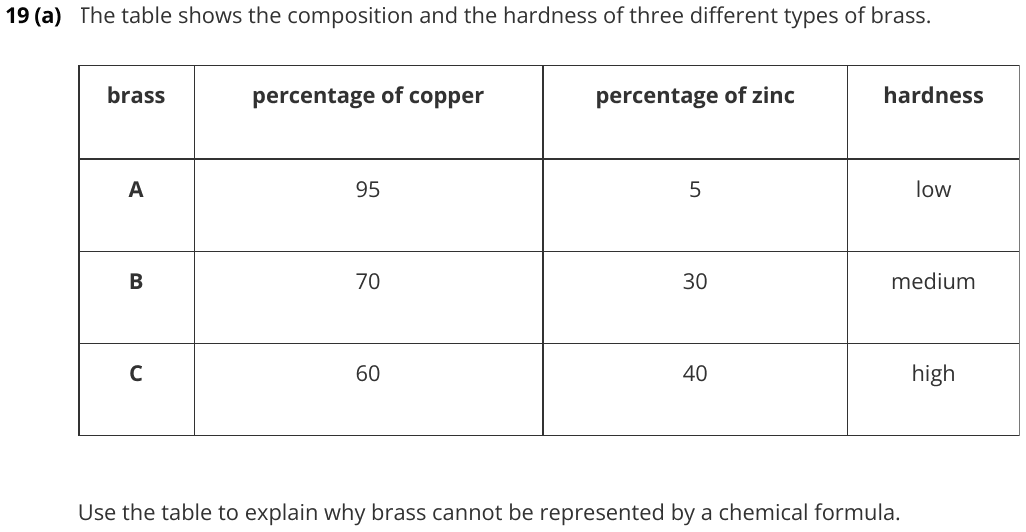 19 (a) The table shows the composition and the hardness of three different types of brass.
brass percentage of copper percentage of zinc hardness
A 95 5 low
B 70 30 medium
C 60 40 high
Use the table to explain why brass cannot be represented by a chemical formula.